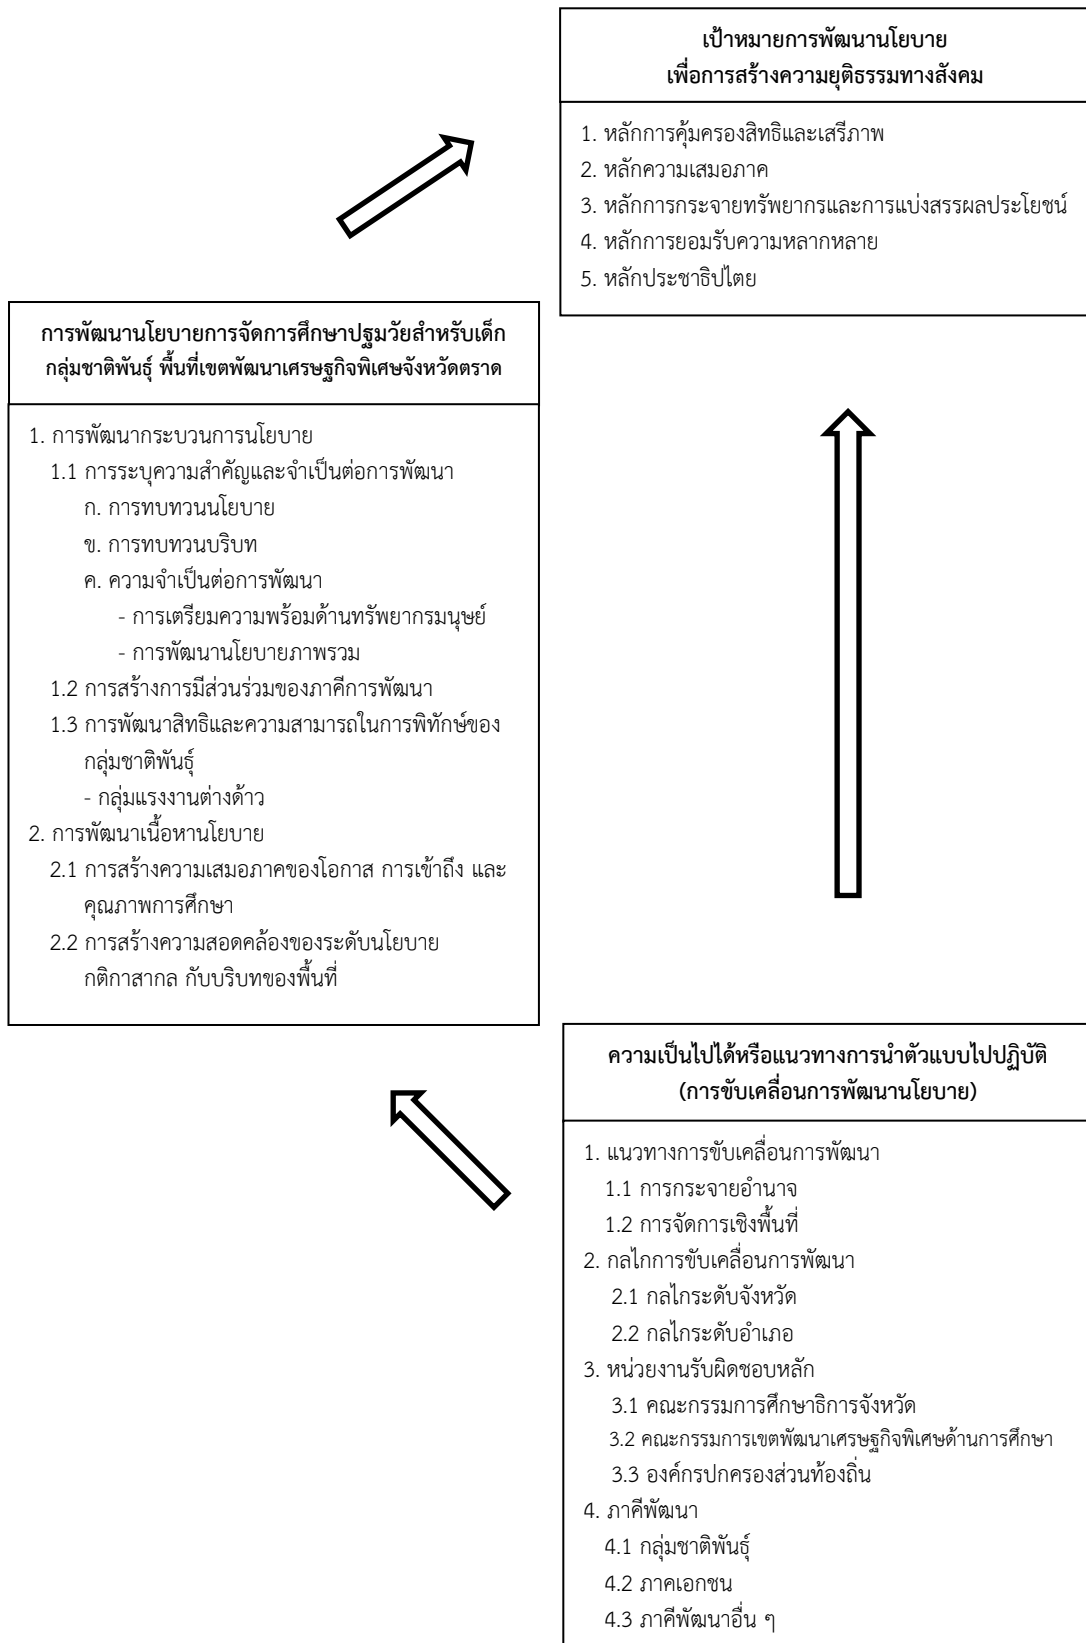 เป้าหมายการพัฒนานโยบาย
เพื่อการสร้างความยุติธรรมทางสังคม
1. หลักการคุ้มครองสิทธิและเสรีภาพ
2. หลักความเสมอภาค
3. หลักการกระจายทรัพยากรและการแบ่งสรรผลประโยชน์
4. หลักการยอมรับความหลากหลาย
5. หลักประชาธิปไตย
การพัฒนานโยบายการจัดการศึกษาปฐมวัยสำหรับเด็ก
กลุ่มชาติพันธุ์ พื้นที่เขตพัฒนาเศรษฐกิจพิเศษจังหวัดตราด
1. การพัฒนากระบวนการนโยบาย
1.1 การระบุความสำคัญและจำเป็นต่อการพัฒนา
ก. การทบทวนนโยบาย
ข. การทบทวนบริบท
ค. ความจำเป็นต่อการพัฒนา
- การเตรียมความพร้อมด้านทรัพยากรมนุษย์
- การพัฒนานโยบายภาพรวม
1.2 การสร้างการมีส่วนร่วมของภาคีการพัฒนา
1.3 การพัฒนาสิทธิและความสามารถในการพิทักษ์ของ
กลุ่มชาติพันธุ์
- กลุ่มแรงงานต่างด้าว
2. การพัฒนาเนื้อหานโยบาย
2.1 การสร้างความเสมอภาคของโอกาส การเข้าถึง และ
คุณภาพการศึกษา
2.2 การสร้างความสอดคล้องของระดับนโยบาย
กติกาสากล กับบริบทของพื้นที่
ความเป็นไปได้หรือแนวทางการนำตัวแบบไปปฏิบัติ
(การขับเคลื่อนการพัฒนานโยบาย)
1. แนวทางการขับเคลื่อนการพัฒนา
1.1 การกระจายอำนาจ
1.2 การจัดการเชิงพื้นที่
2. กลไกการขับเคลื่อนการพัฒนา
2.1 กลไกระดับจังหวัด
2.2 กลไกระดับอำเภอ
3. หน่วยงานรับผิดชอบหลัก
3.1 คณะกรรมการศึกษาธิการจังหวัด
3.2 คณะกรรมการเขตพัฒนาเศรษฐกิจพิเศษด้านการศึกษา
3.3 องค์กรปกครองส่วนท้องถิ่น
4. ภาคีพัฒนา
4.1 กลุ่มชาติพันธุ์
4.2 ภาคเอกชน
4.3 ภาคีพัฒนาอื่น ๆ